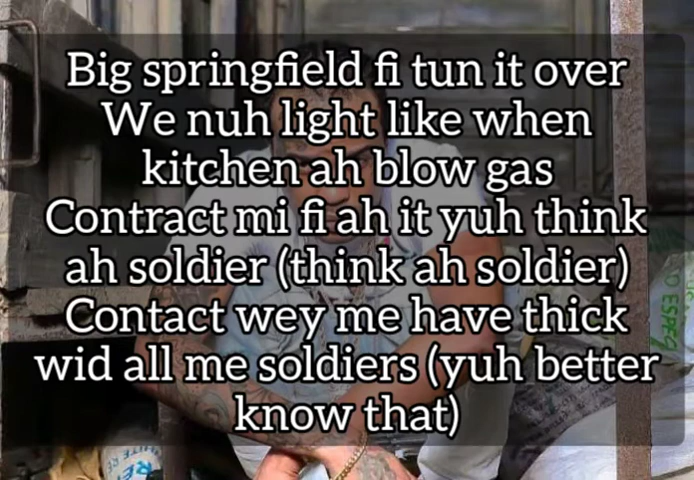 Big springfield fi tun it over
We nuh light like when
kitchen ah blow gas
Contract mi fi ah it yuh think
ah soldier (think ah soldier)
Contact wey me have thick
wid all me soldiers (yuh better
know that)